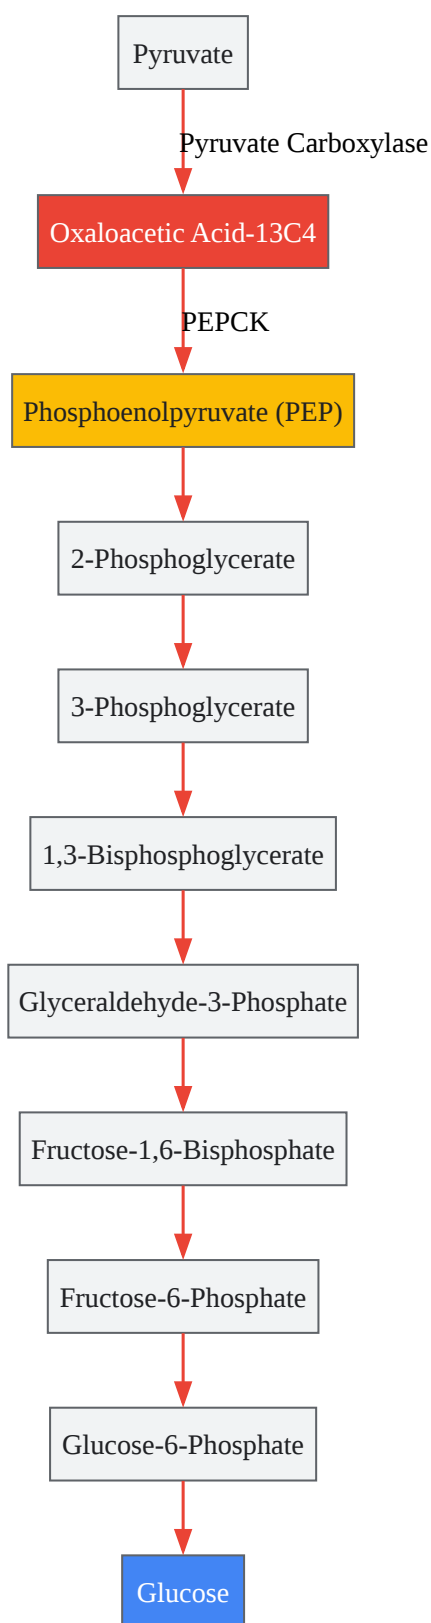 Pyruvate
Pyruvate Carboxylase
Oxaloacetic Acid-13C4
PEPCK
Phosphoenolpyruvate (PEP)
2-Phosphoglycerate
3-Phosphoglycerate
1,3-Bisphosphoglycerate
Glyceraldehyde-3-Phosphate
Fructose-1,6-Bisphosphate
Fructose-6-Phosphate
Glucose-6-Phosphate
Glucose